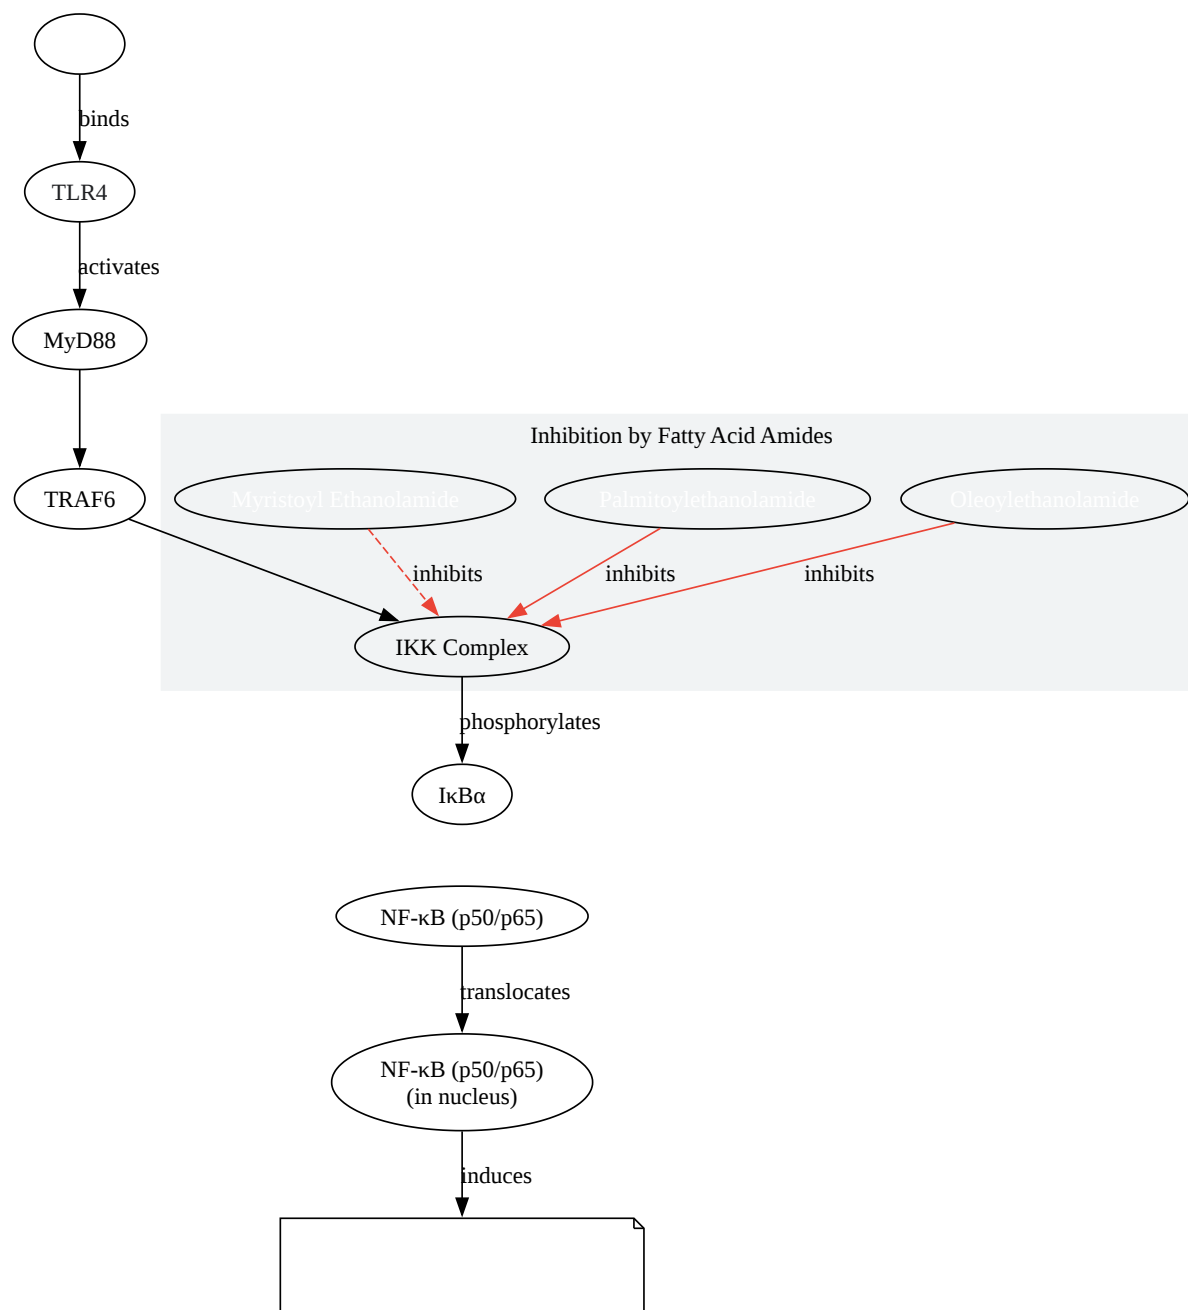 binds
TLR4
activates
MyD88
Inhibition by Fatty Acid Amides
TRAF6
Myristoyl Ethanolamide
Palmitoylethanolamide
Oleoylethanolamide
inhibits
inhibits
inhibits
IKK Complex
phosphorylates
IκBα
NF-κB (p50/p65)
translocates
NF-κB (p50/p65)
(in nucleus)
induces